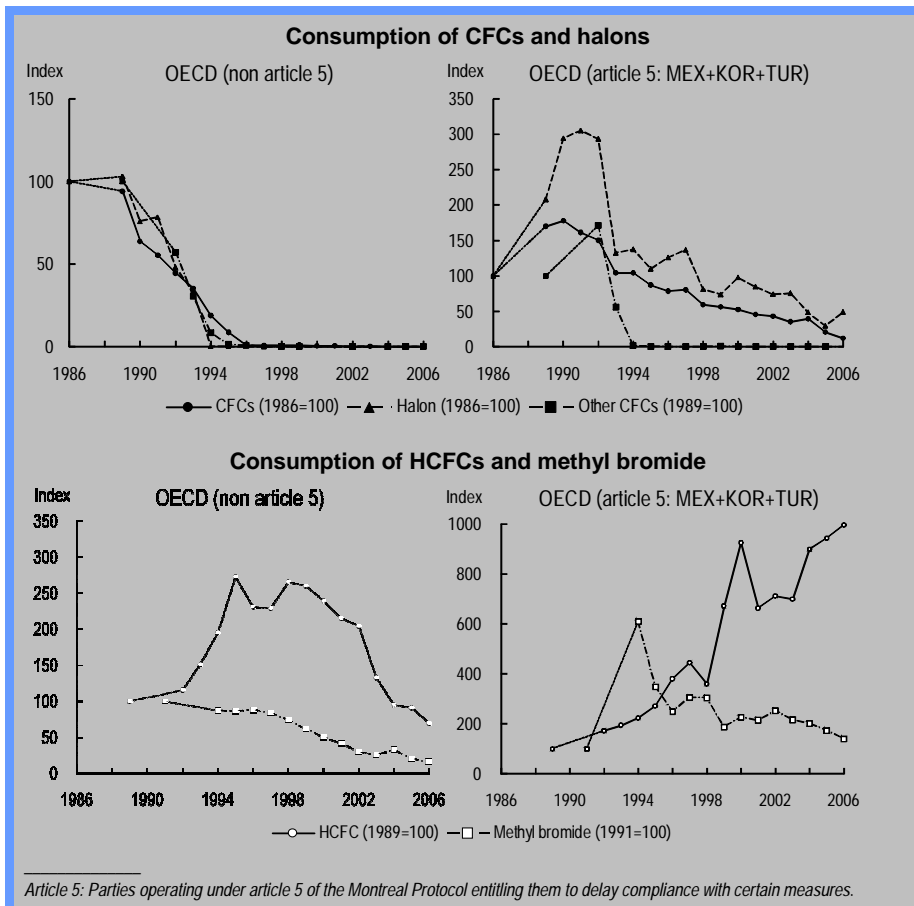 Consumption of CFCs and halons
Index
OECD (non article 5)
150
100
50
0
1986 1990 1994 1998 2002 2006
Index
OECD (article 5: MEX+KOR+TUR)
350
300
250
200
150
100
50
0
1986 1990 1994 1998 2002 2006
CFCs (1986=100) Halon (1986=100) Other CFCs (1989=100)
Consumption of HCFCs and methyl bromide
Index
OECD (non article 5)
350
300
250
200
150
100
50
0
1986 1990 1994 1998 2002 2006
Index
OECD (article 5: MEX+KOR+TUR)
1000
800
600
400
200
0
1986 1990 1994 1998 2002 2006
HCFC (1989=100) Methyl bromide (1991=100)
Article 5: Parties operating under article 5 of the Montreal Protocol entitling them to delay compliance with certain measures.